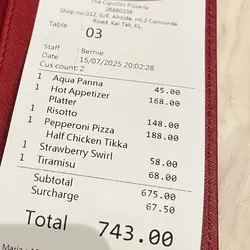 The Cipollini Pizzeria
26660238
Shop no.G12, G/F, Airside, no.2 Concorde
Road, Kai Tak, KL
Table 03
Staff : Bernie
Date : 15/07/2025 20:02:28
Cus count: 2
1 Aqua Panna 45.00
1 Hot Appetizer 168.00
Platter
1 Risotto 148.00
1 Pepperoni Pizza 188.00
Half Chicken Tikka
1 Strawberry Swirl 58.00
1 Tiramisu 68.00
Subtotal 675.00
Surcharge 67.50
Total 743.00